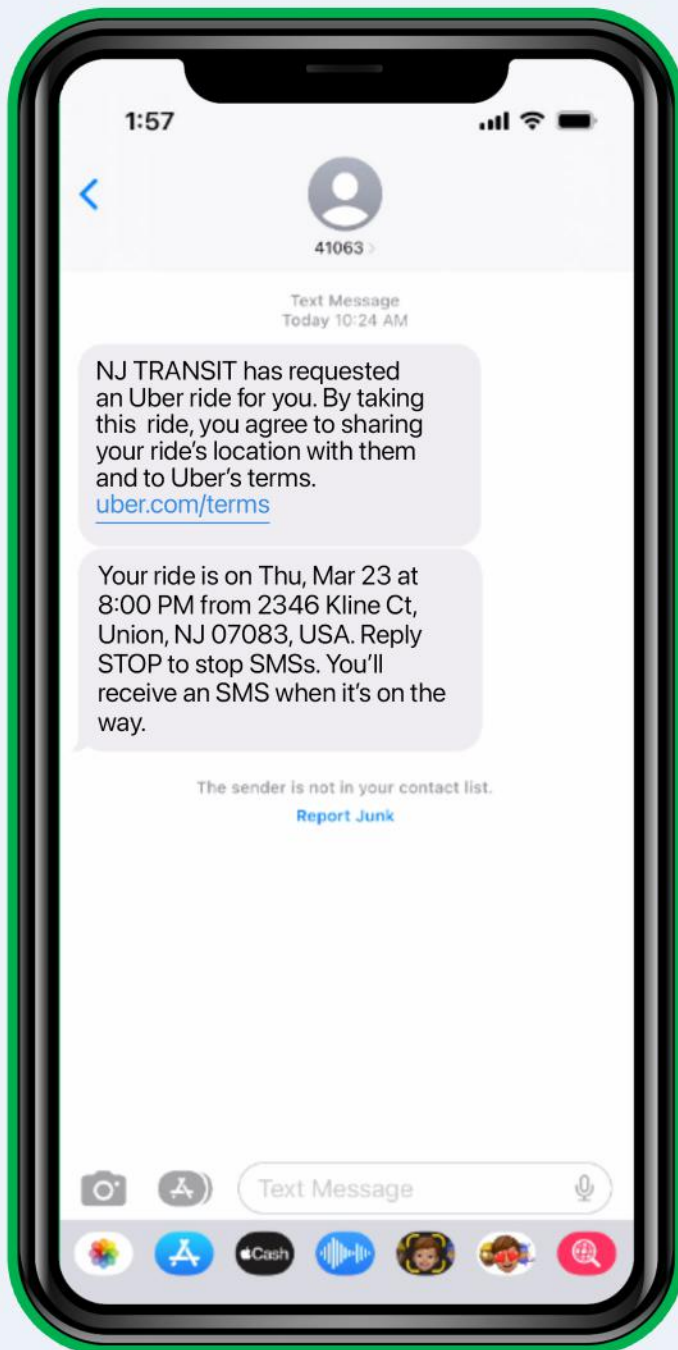 1:57
41063
Text Message
Today 10:24 AM
NJ TRANSIT has requested
an Uber ride for you. By taking
this ride, you agree to sharing
your ride's location with them
and to Uber's terms.
uber.com/terms
Your ride is on Thu, Mar 23 at
8:00 PM from 2346 Kline Ct,
Union, NJ 07083, USA. Reply
STOP to stop SMSs. You'll
receive an SMS when it's on the
way.
The sender is not in your contact list.
Report Junk
Text Message
Cash